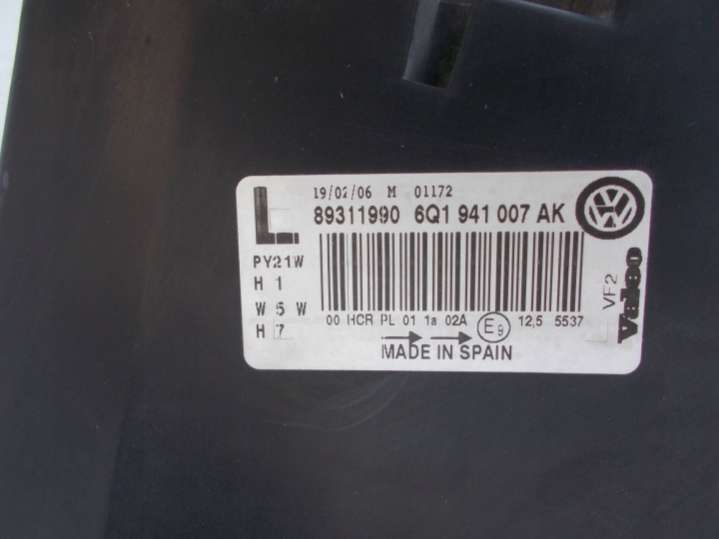 L
19/02/06 M 01172
89311990 6Q1 941 007 AK
PY21W
H 1
W 5 W
H 7
00 HCR PL 01 1a 02A E9 12,5 5537
MADE IN SPAIN
VF2
Valeo